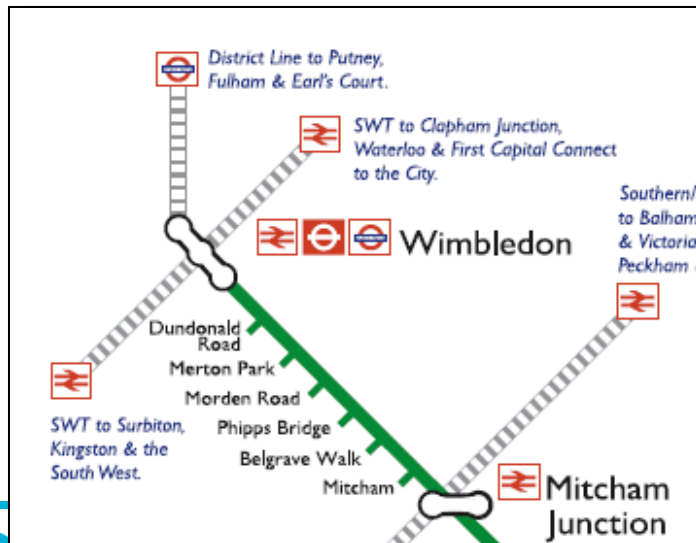 District Line to Putney,
Fulham & Earl's Court.
SWT to Clapham Junction,
Waterloo & First Capital Connect
to the City.
Southern/
to Balham
& Victoria
Peckham
Wimbledon
Dundonald
Road
Merton Park
Morden Road
Phipps Bridge
Belgrave Walk
Mitcham
SWT to Surbiton,
Kingston & the
South West.
Mitcham
Junction